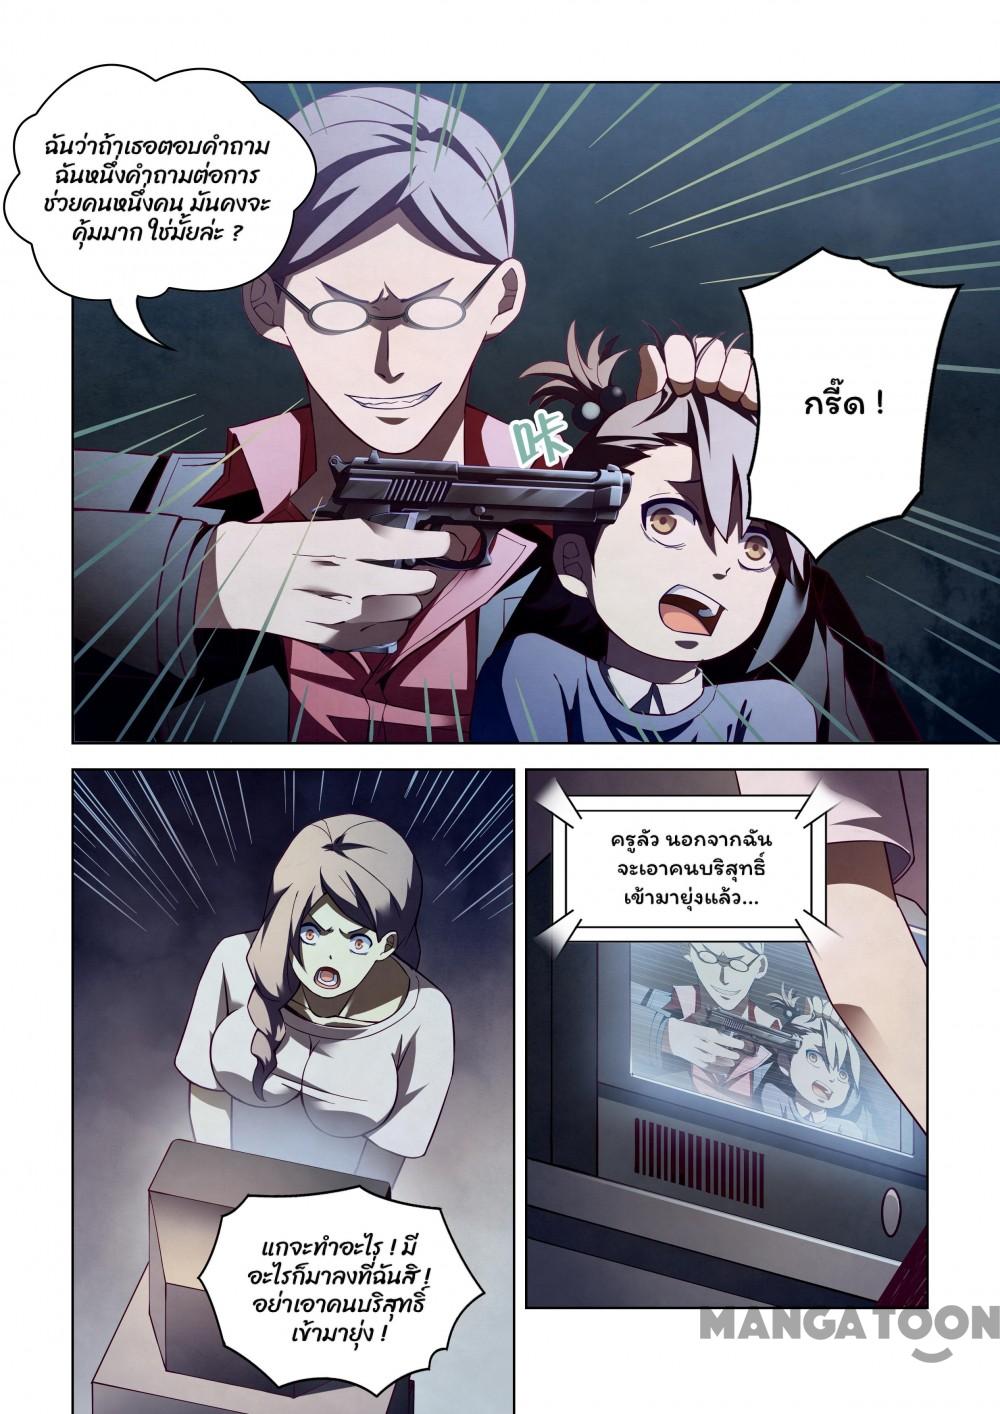 ฉันว่าถ้าเธอตอบคำถาม
ฉันหนึ่งคำถามต่อการ
ช่วยคนหนึ่งคน มันคงจะ
คุ้มมาก ใช่มั้ยล่ะ ?
กรี๊ด !
咔
แกจะทำอะไร ! มี
อะไรก็มาลงที่ฉันสิ !
อย่าเอาคนบริสุทธิ์
เข้ามายุ่ง !
ครูลัว นอกจากฉัน
จะเอาคนบริสุทธิ์
เข้ามายุ่งแล้ว...
MANGATOON